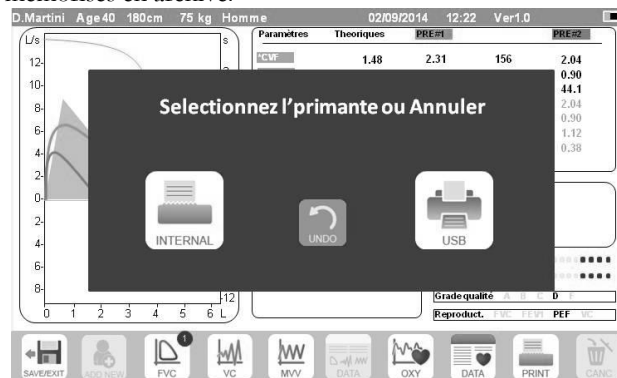 mémorisés en archive.
D.Martini Age40 180cm 75 kg Homme 02/09/2014 12:22 Ver1.0
L/s s Paramètres Theoriques PRE#1 PRE#2
*CVF 1.48 2.31 156 2.04
12-
0.90
10-
44.1
8-
2.04
6-
0.90
4-
1.12
2-
0.38
0-
2-
4-
6-
8-
-12
0 1 2 3 4 5 6 L
Selectionnez l'primante ou Annuler
INTERNAL UNDO USB
Grade qualité A B C D F
Reproduct. FVC FEV1 PEF VC
1
SAVE/EXIT ADD NEW FVC VC MVV DATA OXY DATA PRINT CANC